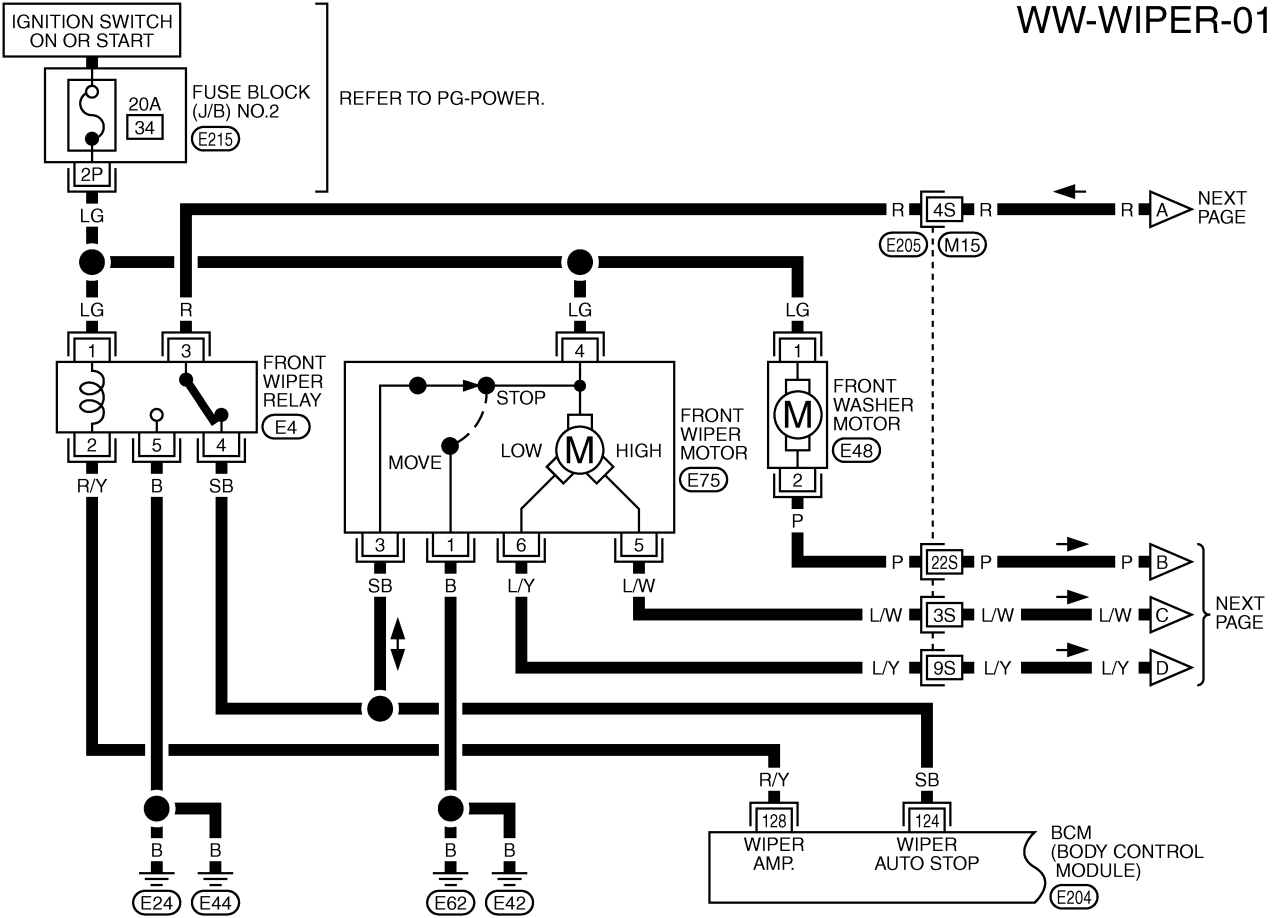 WW-WIPER-01
IGNITION SWITCH
ON OR START
20A
34
FUSE BLOCK
(J/B) NO.2
E215
REFER TO PG-POWER.
2P
LG
R
4S
R
R
A
NEXT
PAGE
E205
M15
LG
R
LG
LG
1
3
4
1
FRONT
WIPER
RELAY
E4
2
5
4
STOP
MOVE
LOW
M
HIGH
FRONT
WIPER
MOTOR
E75
M
FRONT
WASHER
MOTOR
E48
2
R/Y
B
SB
P
3
1
6
5
SB
B
L/Y
L/W
P
22S
P
P
B
L/W
3S
L/W
L/W
C
L/Y
9S
L/Y
L/Y
D
NEXT
PAGE
R/Y
SB
128
124
WIPER
AMP.
WIPER
AUTO STOP
BCM
(BODY CONTROL
MODULE)
E204
B
B
B
B
E24
E44
E62
E42